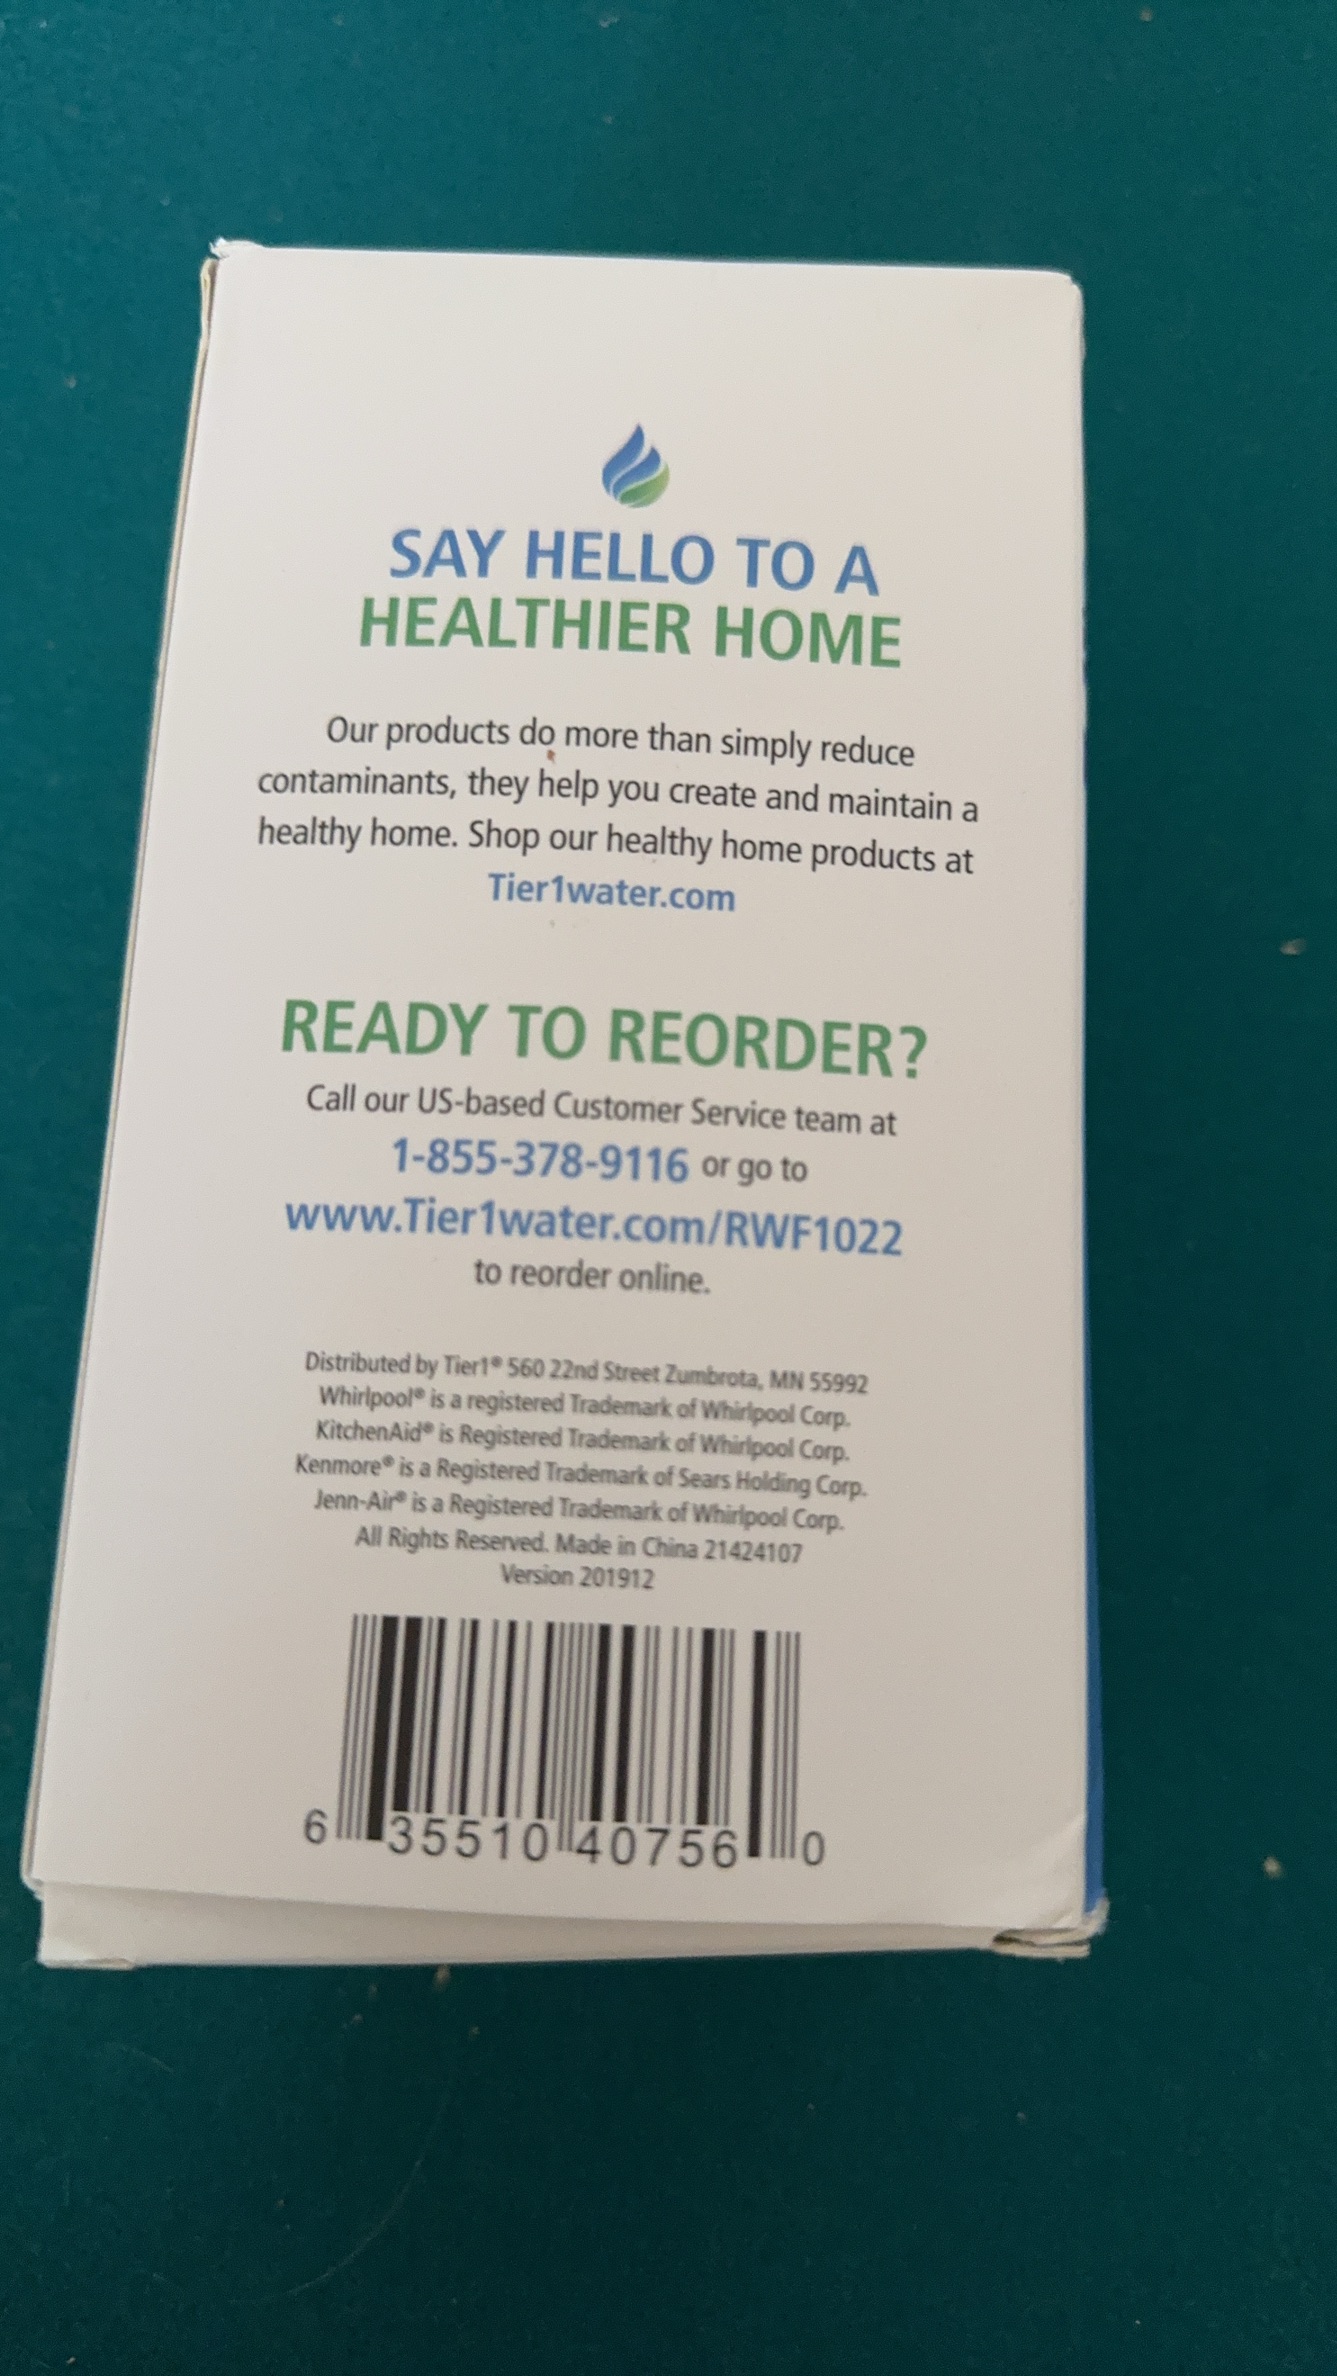 SAY HELLO TO A
HEALTHIER HOME
Our products do more than simply reduce
contaminants, they help you create and maintain a
healthy home. Shop our healthy home products at
Tier1water.com
READY TO REORDER?
Call our US-based Customer Service team at
1-855-378-9116 or go to
www.Tier1water.com/RWF1022
to reorder online.
Distributed by Tier1® 560 22nd Street Zumbrota, MN 55992
Whirlpool® is a registered Trademark of Whirlpool Corp.
KitchenAid® is Registered Trademark of Whirlpool Corp.
Kenmore® is a Registered Trademark of Sears Holding Corp.
Jenn-Air® is a Registered Trademark of Whirlpool Corp.
All Rights Reserved. Made in China 21424107
Version 201912
6 35510 40756 0